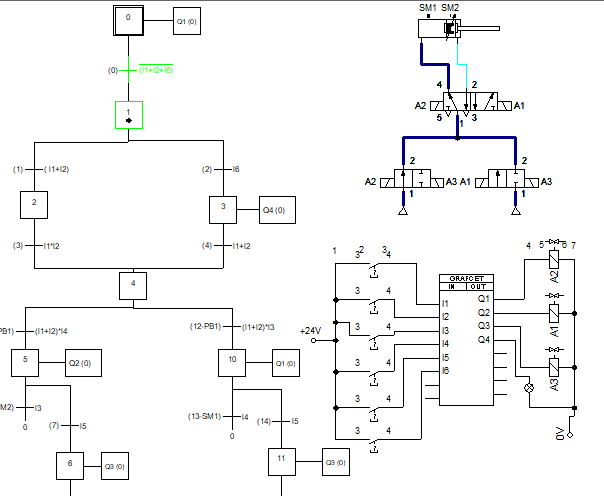 0
Q1 (0)
(0)
(I1+I2+I6)
1
(1)
( I1+I2)
(2)
I6
2
3
Q4 (0)
(3)
I1*I2
(4)
I1+I2
4
PB1)
(I1+I2)*I4
(12-PB1)
(I1+I2)*I3
5
Q2 (0)
10
Q1 (0)
M2)
I3
(7)
I5
(13-SM1)
I4
(14)
I5
0
0
6
Q3 (0)
11
Q3 (0)
SM1 SM2
4 2
A2 A1
5 3
1
2 2
A2 A3 A1 A3
1 1
1 3 2 3 4
4 5 6 7
GRAFCET
IN OUT
A2
+24V
3 4
I1 Q1
3 4
I2 Q2
A1
3 4
I3 Q3
I4 Q4
3 4
I5
A3
I6
3 4
3 4
0V